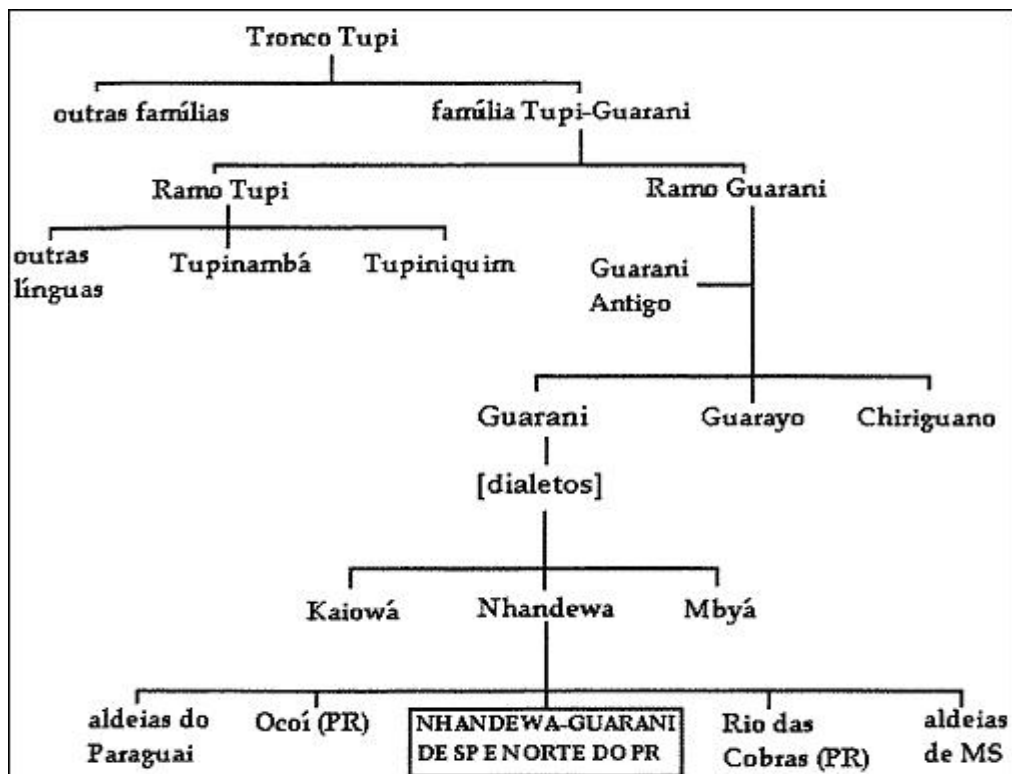 Tronco Tupi
outras famílias
família Tupi-Guarani
Ramo Tupi
Ramo Guarani
outras
línguas
Tupinambá
Tupiniquim
Guarani
Antigo
Guarani
Guarayo
Chiriguano
[dialetos]
Kaiowá
Nhandewa
Mbyá
aldeias do
Paraguai
Ocoí (PR)
NHANDEWA-GUARANI
DE SP E NORTE DO PR
Rio das
Cobras (PR)
aldeias
de MS